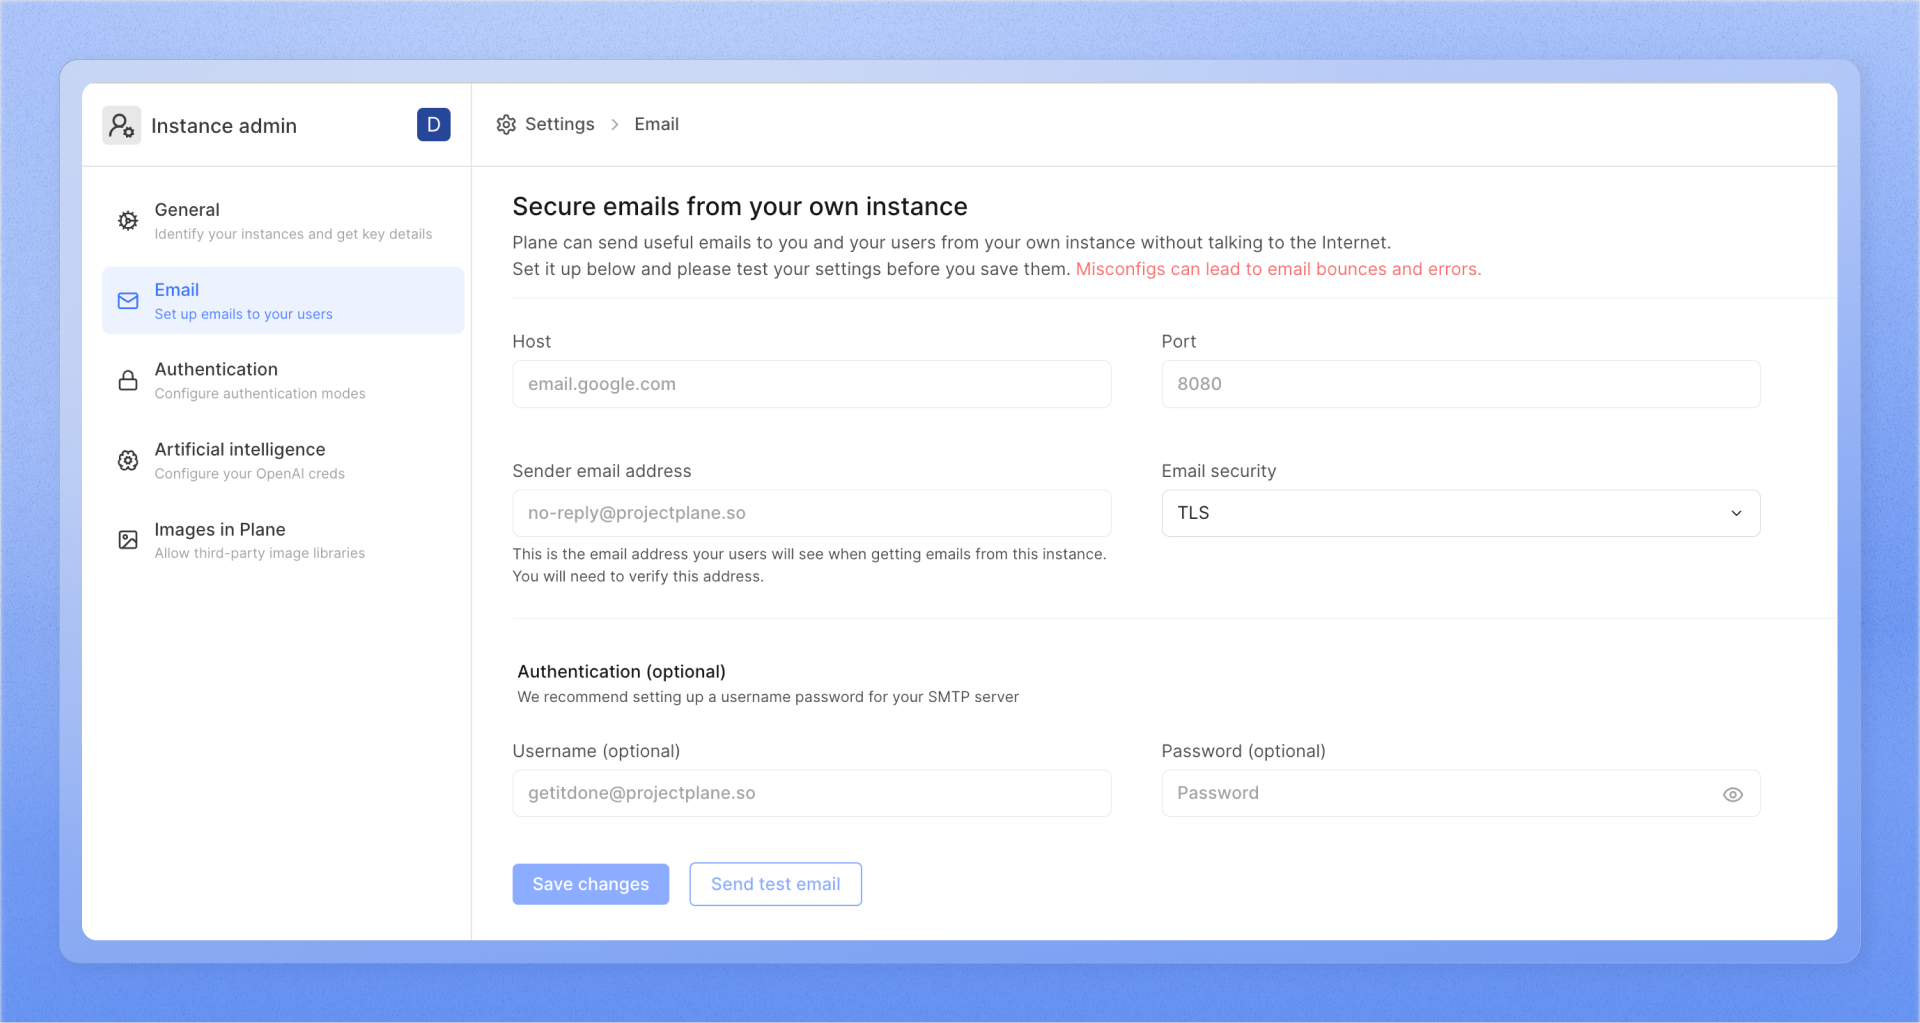 Instance admin
D
Settings > Email
General
Identify your instances and get key details
Email
Set up emails to your users
Authentication
Configure authentication modes
Artificial intelligence
Configure your OpenAI creds
Images in Plane
Allow third-party image libraries
Secure emails from your own instance
Plane can send useful emails to you and your users from your own instance without talking to the Internet.
Set it up below and please test your settings before you save them. Misconfigs can lead to email bounces and errors.
Host
email.google.com
Port
8080
Sender email address
no-reply@projectplane.so
This is the email address your users will see when getting emails from this instance.
You will need to verify this address.
Email security
TLS
Authentication (optional)
We recommend setting up a username password for your SMTP server
Username (optional)
getitdone@projectplane.so
Password (optional)
Password
Save changes
Send test email